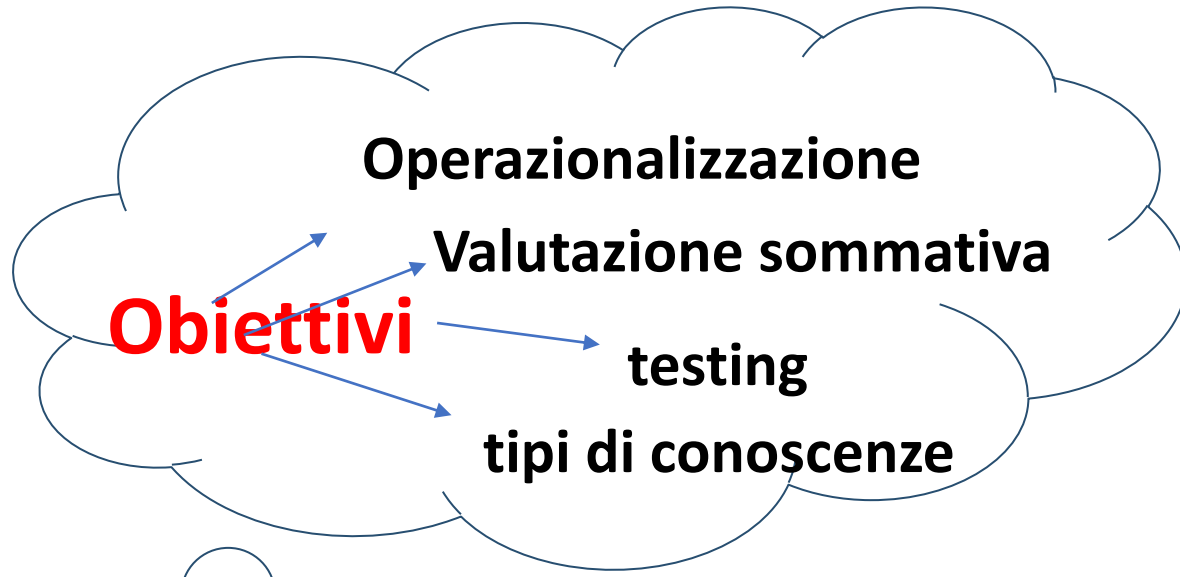 Operazionalizzazione
Valutazione sommativa
Obiettivi
testing
tipi di conoscenze